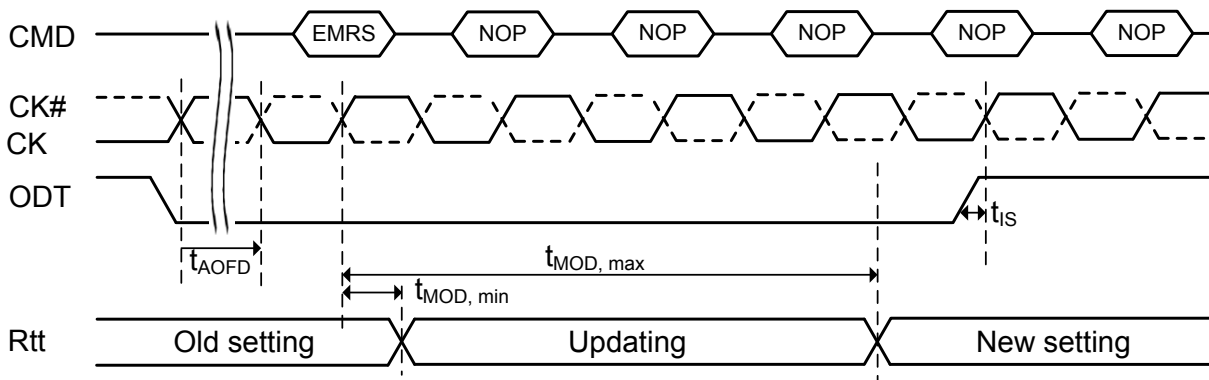 CMD EMRS NOP NOP NOP NOP NOP
CK#
CK
ODT
tIS
tAOFD
tMOD, max
tMOD, min
Rtt Old setting Updating New setting